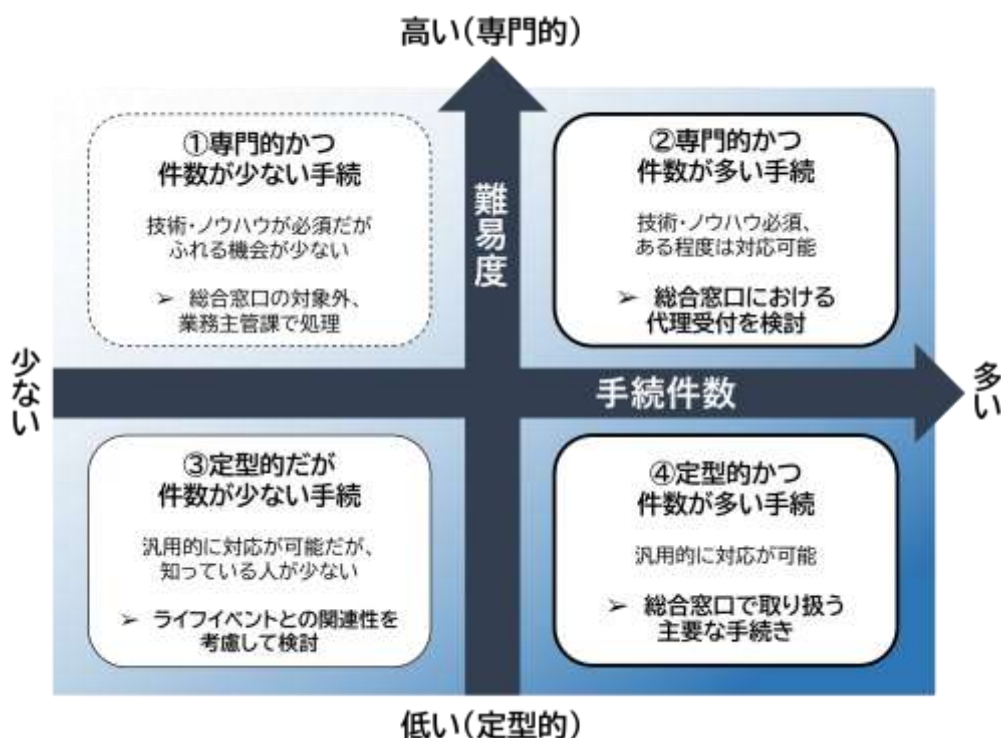 高い(専門的)
①専門的かつ
件数が少ない手続
技術・ノウハウが必須だが
ふれる機会が少ない
➢ 総合窓口の対象外、
業務主管課で処理
難易度
②専門的かつ
件数が多い手続
技術・ノウハウ必須、
ある程度は対応可能
➢ 総合窓口における
代理受付を検討
少ない
手続件数
多い
③定型的だが
件数が少ない手続
汎用的に対応が可能だが、
知っている人が少ない
➢ ライフイベントとの関連性を
考慮して検討
④定型的かつ
件数が多い手続
汎用的に対応が可能
➢ 総合窓口で取り扱う
主要な手続き
低い(定型的)